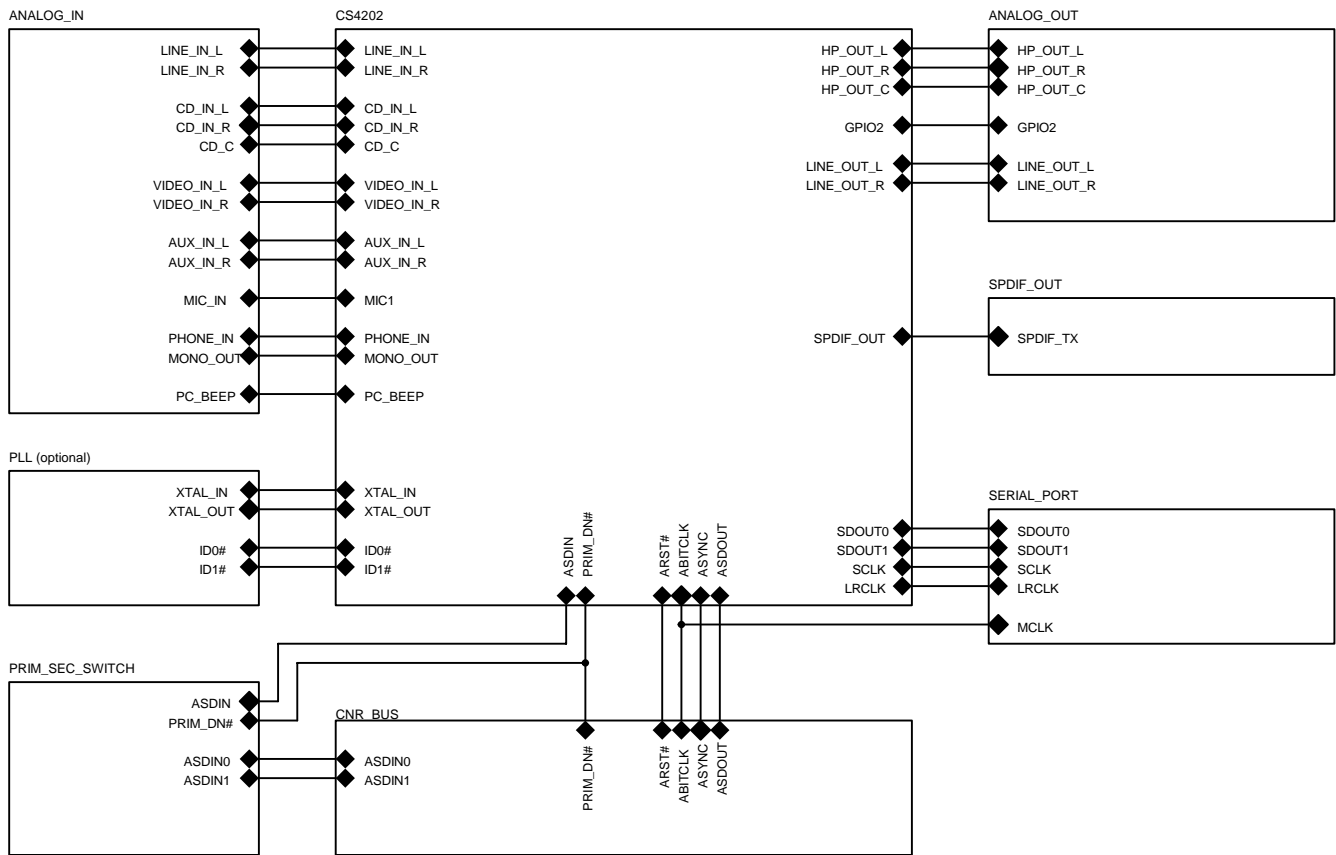 ANALOG_IN
LINE_IN_L
LINE_IN_R
CD_IN_L
CD_IN_R
CD_C
VIDEO_IN_L
VIDEO_IN_R
AUX_IN_L
AUX_IN_R
MIC_IN
PHONE_IN
MONO_OUT
PC_BEEP
CS4202
LINE_IN_L
LINE_IN_R
CD_IN_L
CD_IN_R
CD_C
VIDEO_IN_L
VIDEO_IN_R
AUX_IN_L
AUX_IN_R
MIC1
PHONE_IN
MONO_OUT
PC_BEEP
XTAL_IN
XTAL_OUT
ID0#
ID1#
ASDIN
PRIM_DN#
ARST#
ABITCLK
ASYNC
ASDOUT
HP_OUT_L
HP_OUT_R
HP_OUT_C
GPIO2
LINE_OUT_L
LINE_OUT_R
SPDIF_OUT
SDOUT0
SDOUT1
SCLK
LRCLK
ANALOG_OUT
HP_OUT_L
HP_OUT_R
HP_OUT_C
GPIO2
LINE_OUT_L
LINE_OUT_R
SPDIF_OUT
SPDIF_TX
SERIAL_PORT
SDOUT0
SDOUT1
SCLK
LRCLK
MCLK
PLL (optional)
XTAL_IN
XTAL_OUT
ID0#
ID1#
PRIM_SEC_SWITCH
ASDIN
PRIM_DN#
ASDIN0
ASDIN1
CNR_BUS
ASDIN0
ASDIN1
PRIM_DN#
ARST#
ABITCLK
ASYNC
ASDOUT